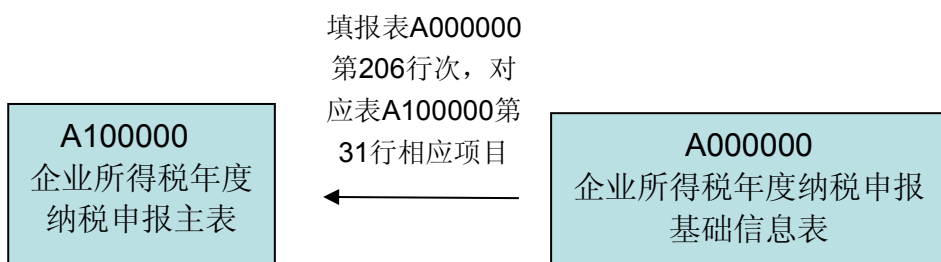 填报表A000000
第206行次，对
应表A100000第
31行相应项目
A100000
企业所得税年度
纳税申报主表
A000000
企业所得税年度纳税申报
基础信息表